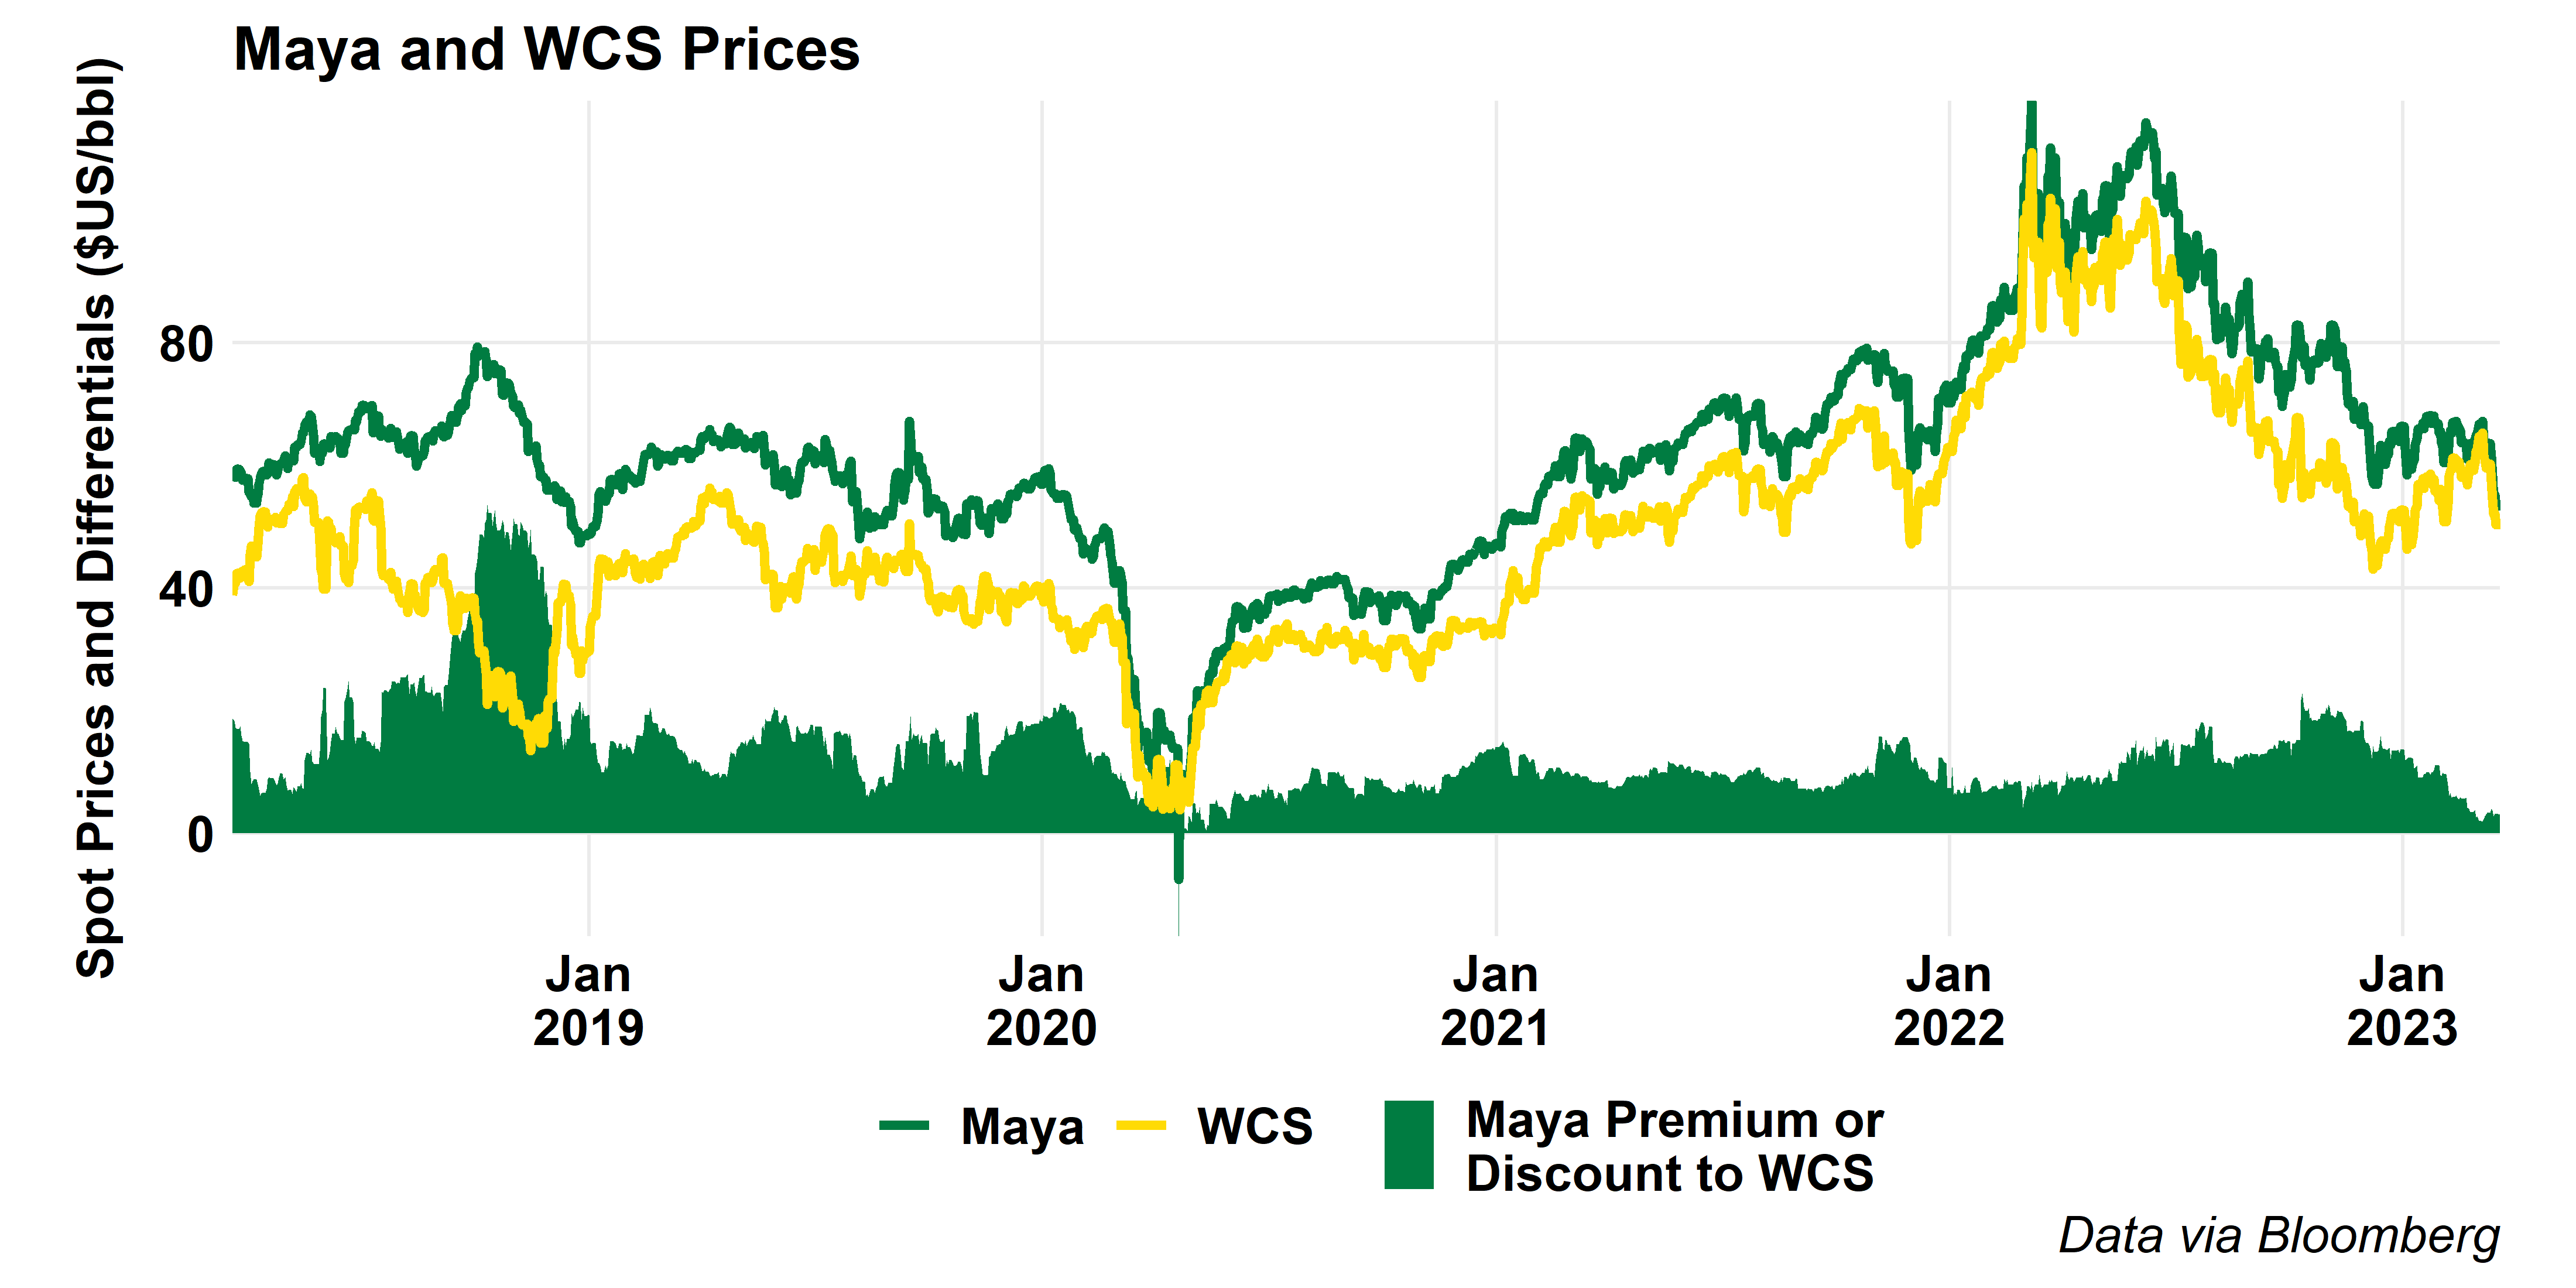 Maya and WCS Prices
Spot Prices and Differentials ($US/bbl)
80
40
0
Jan
2019
Jan
2020
Jan
2021
Jan
2022
Jan
2023
Maya
WCS
Maya Premium or
Discount to WCS
Data via Bloomberg